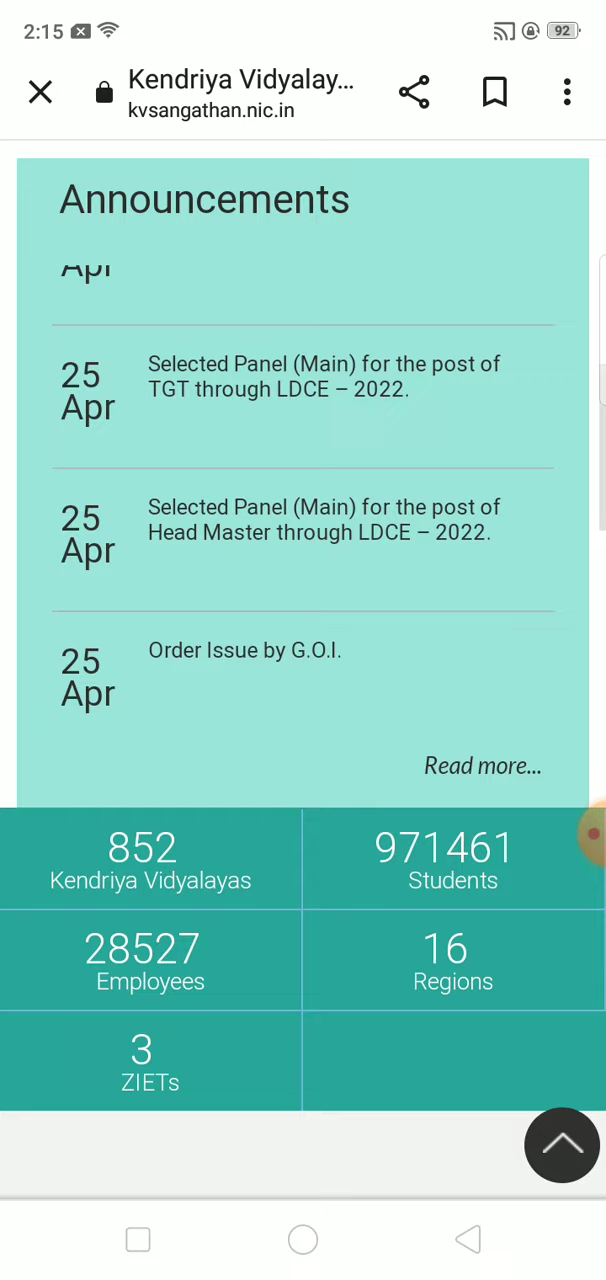 2:15
92
Kendriya Vidyalay...
kvsangathan.nic.in
Announcements
Apr
25
Apr
Selected Panel (Main) for the post of
TGT through LDCE – 2022.
25
Apr
Selected Panel (Main) for the post of
Head Master through LDCE – 2022.
25
Apr
Order Issue by G.O.I.
Read more...
852
Kendriya Vidyalayas
971461
Students
28527
Employees
16
Regions
3
ZIETs